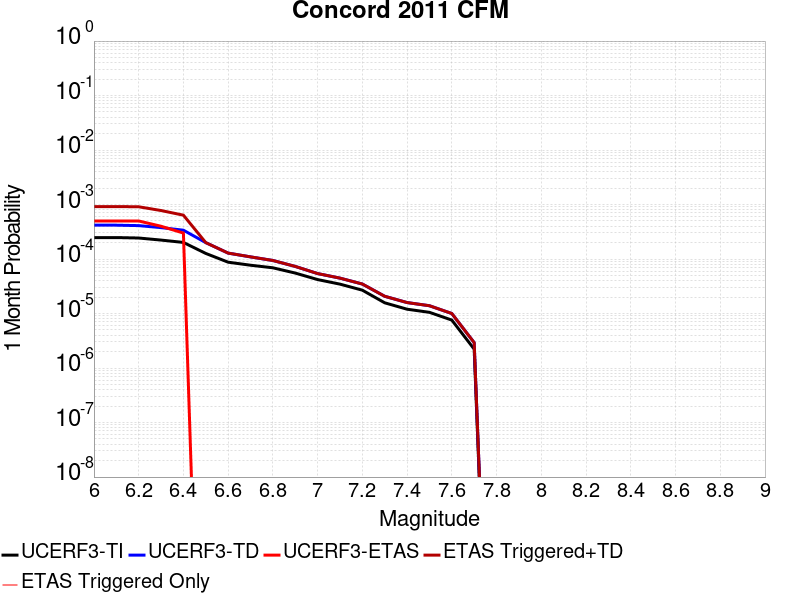 Concord 2011 CFM
1 Month Probability
10^0
10^-1
10^-2
10^-3
10^-4
10^-5
10^-6
10^-7
10^-8
6 6.2 6.4 6.6 6.8 7 7.2 7.4 7.6 7.8 8 8.2 8.4 8.6 8.8 9
Magnitude
UCERF3-TI UCERF3-TD UCERF3-ETAS ETAS Triggered+TD
ETAS Triggered Only